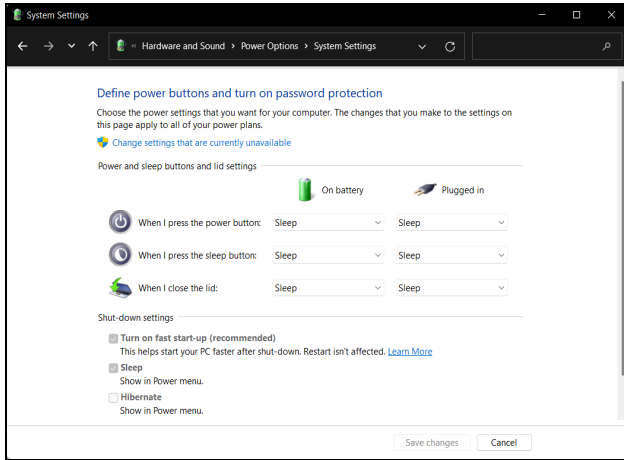 System Settings
« Hardware and Sound › Power Options › System Settings
Define power buttons and turn on password protection
Choose the power settings that you want for your computer. The changes that you make to the settings on
this page apply to all of your power plans.
Change settings that are currently unavailable
Power and sleep buttons and lid settings
On battery Plugged in
When I press the power button: Sleep Sleep
When I press the sleep button: Sleep Sleep
When I close the lid: Sleep Sleep
Shut-down settings
Turn on fast start-up (recommended)
This helps start your PC faster after shut-down. Restart isn't affected. Learn More
Sleep
Show in Power menu.
Hibernate
Show in Power menu.
Save changes Cancel